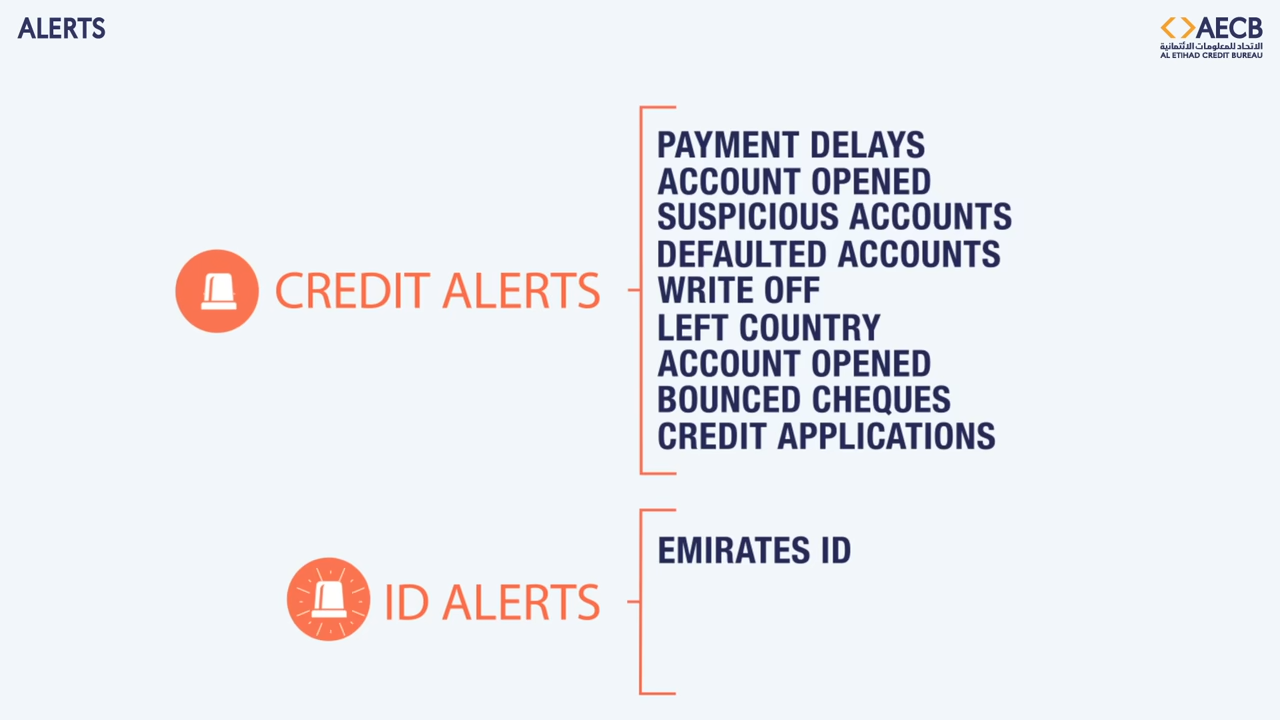 ALERTS
AECB
الاتحاد للمعلومات الائتمانية
AL ETIHAD CREDIT BUREAU
CREDIT ALERTS
PAYMENT DELAYS
ACCOUNT OPENED
SUSPICIOUS ACCOUNTS
DEFAULTED ACCOUNTS
WRITE OFF
LEFT COUNTRY
ACCOUNT OPENED
BOUNCED CHEQUES
CREDIT APPLICATIONS
ID ALERTS
EMIRATES ID